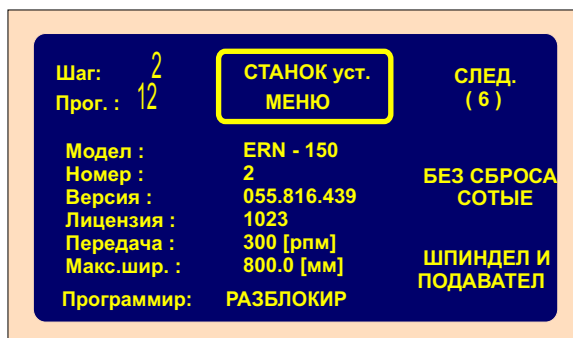 Шаг: 2
Прог. : 12
СТАНОК уст.
МЕНЮ
СЛЕД.
( 6 )
Модел : ERN - 150
Номер : 2
Версия : 055.816.439
Лицензия : 1023
Передача : 300 [рпм]
Макс.шир. : 800.0 [мм]
Программир: РАЗБЛОКИР
БЕЗ СБРОСА
СОТЫЕ
ШПИНДЕЛ И
ПОДАВАТЕЛ